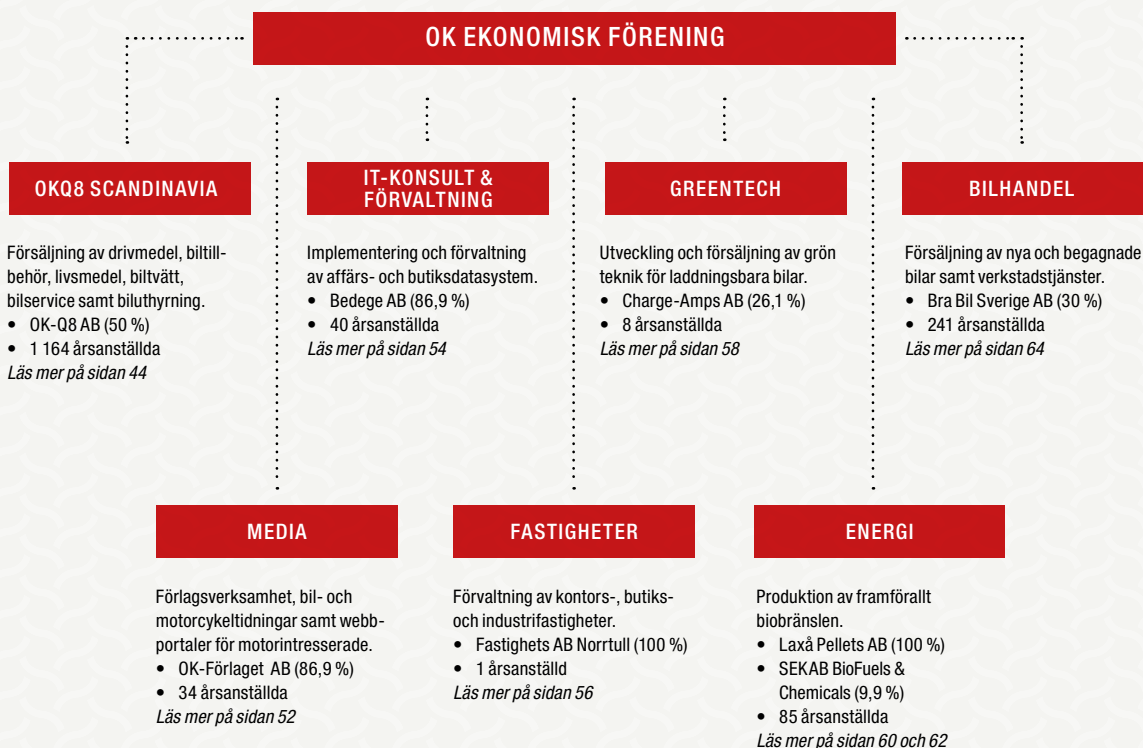 OK EKONOMISK FÖRENING
OKQ8 SCANDINAVIA
Försäljning av drivmedel, biltill-
behör, livsmedel, biltvätt,
bilservice samt biluthyrning.
• OK-Q8 AB (50 %)
• 1 164 årsanställda
Läs mer på sidan 44
IT-KONSULT &
FÖRVALTNING
Implementering och förvaltning
av affärs- och butiksdatasystem.
• Bedege AB (86,9 %)
• 40 årsanställda
Läs mer på sidan 54
GREENTECH
Utveckling och försäljning av grön
teknik för laddningsbara bilar.
• Charge-Amps AB (26,1 %)
• 8 årsanställda
Läs mer på sidan 58
BILHANDEL
Försäljning av nya och begagnade
bilar samt verkstadstjänster.
• Bra Bil Sverige AB (30 %)
• 241 årsanställda
Läs mer på sidan 64
MEDIA
Förlagsverksamhet, bil- och
motorcykeltidningar samt webb-
portaler för motorintresserade.
• OK-Förlaget AB (86,9 %)
• 34 årsanställda
Läs mer på sidan 52
FASTIGHETER
Förvaltning av kontors-, butiks-
och industrifastigheter.
• Fastighets AB Norrtull (100 %)
• 1 årsanställd
Läs mer på sidan 56
ENERGI
Produktion av framförallt
biobränslen.
• Laxå Pellets AB (100 %)
• SEKAB BioFuels &
Chemicals (9,9 %)
• 85 årsanställda
Läs mer på sidan 60 och 62